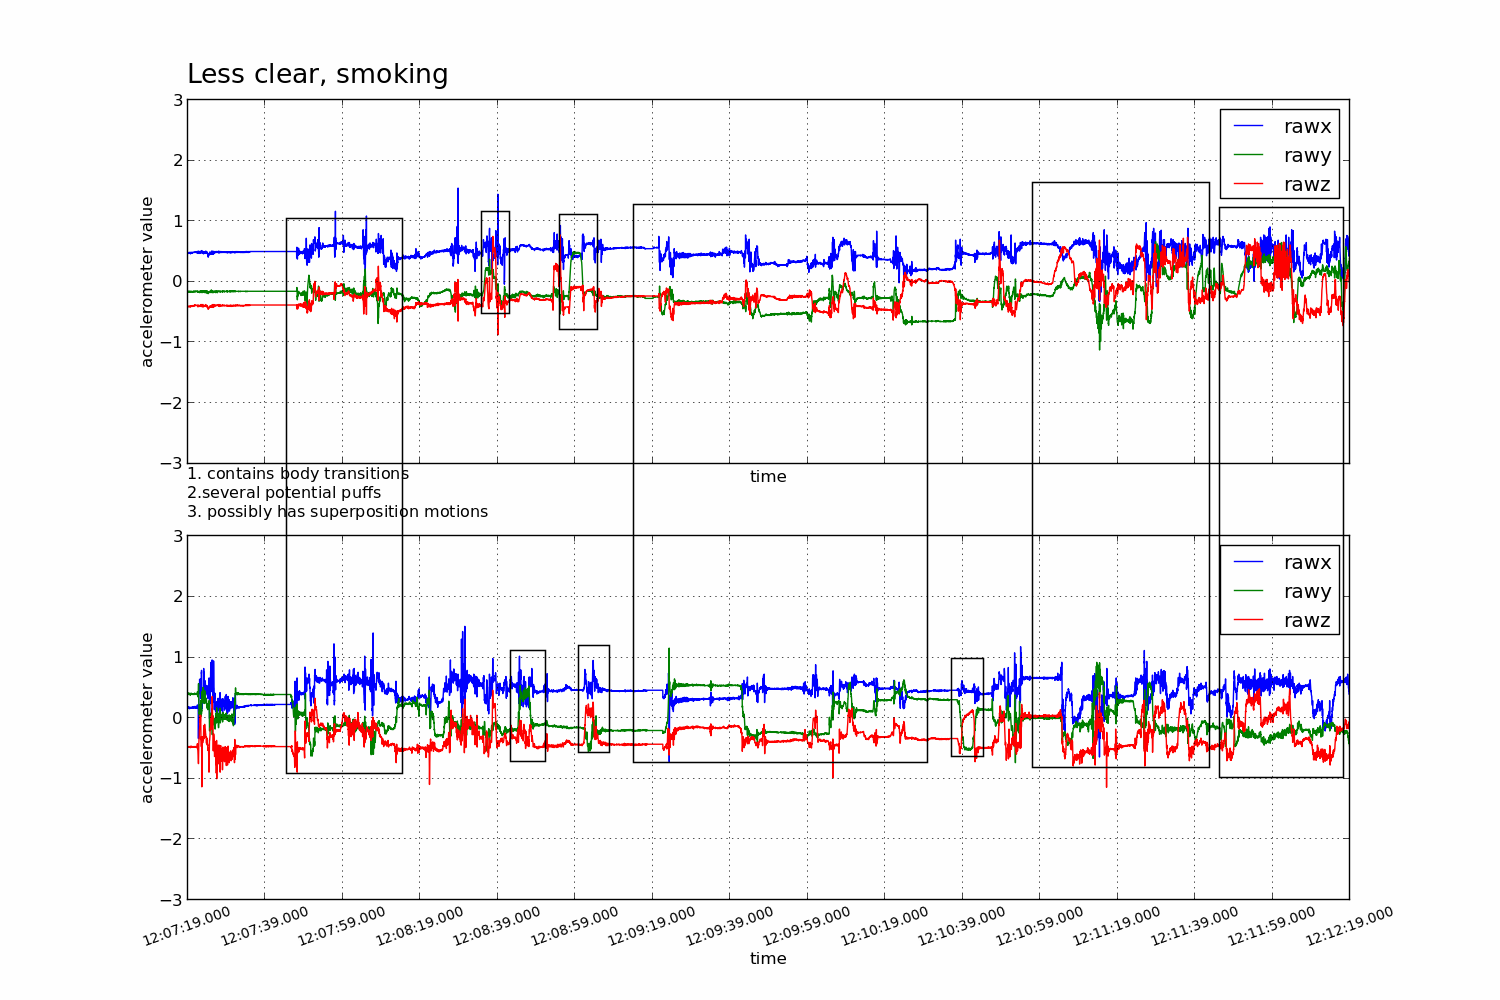 Less clear, smoking
3
2
1
0
−1
−2
−3
accelerometer value
rawx
rawy
rawz
time
1. contains body transitions
2.several potential puffs
3. possibly has superposition motions
3
2
1
0
−1
−2
−3
accelerometer value
rawx
rawy
rawz
12:07:19.000
12:07:39.000
12:07:59.000
12:08:19.000
12:08:39.000
12:08:59.000
12:09:19.000
12:09:39.000
12:09:59.000
12:10:19.000
12:10:39.000
12:10:59.000
12:11:19.000
12:11:39.000
12:11:59.000
12:12:19.000
time